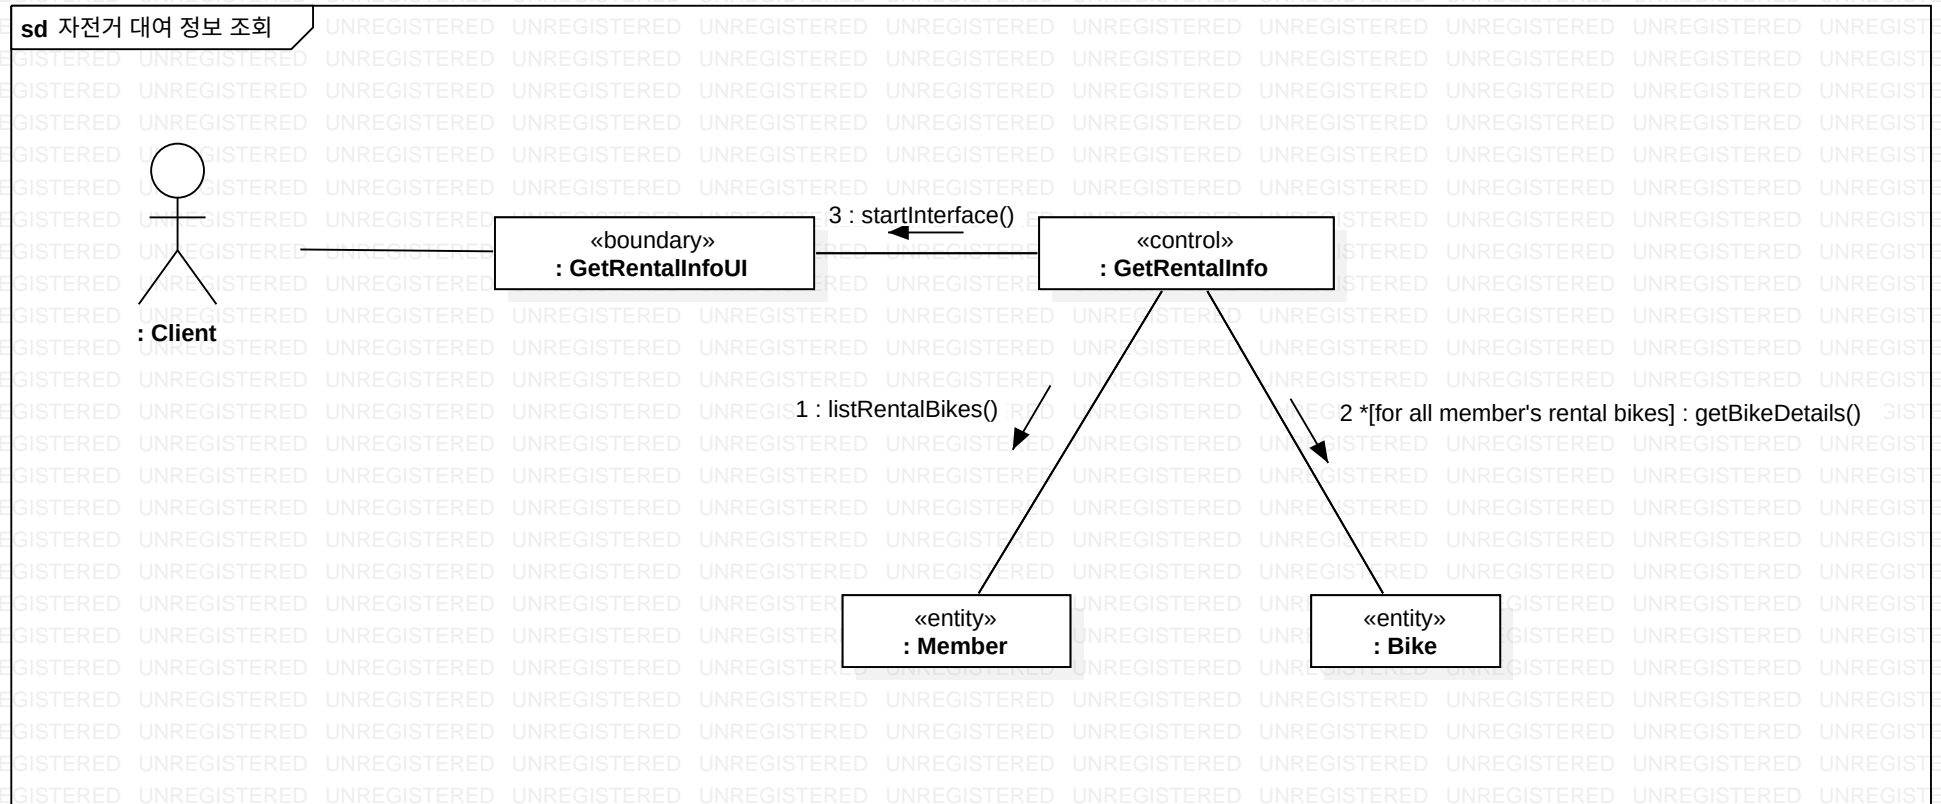 sd 자전거 대여 정보 조회
3 : startInterface()
«boundary»
: GetRentalInfoUI
«control»
: GetRentalInfo
: Client
1 : listRentalBikes()
2 *[for all member's rental bikes] : getBikeDetails()
«entity»
: Member
«entity»
: Bike
UNREGISTERED